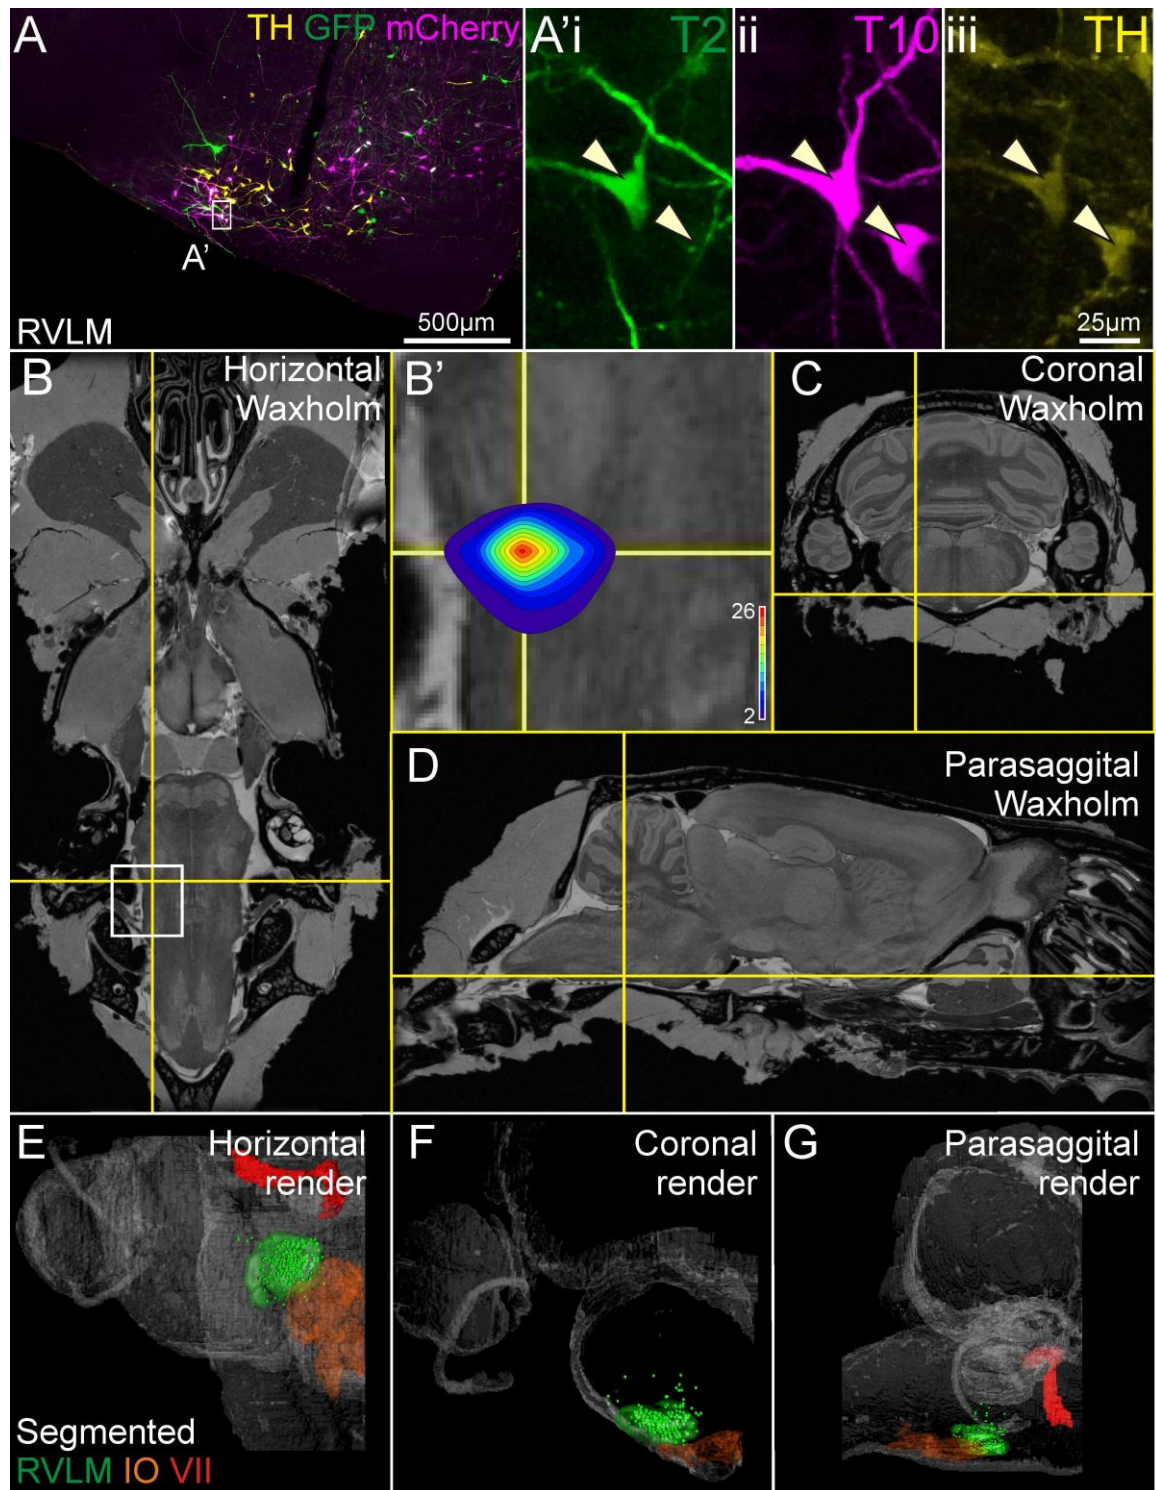 A
TH GFP mCherry
A'
RVLM
500μm
A'i
T2
ii
T10
iii
TH
25μm
B
Horizontal
Waxholm
B'
26
2
C
Coronal
Waxholm
D
Parasaggital
Waxholm
E
Horizontal
render
Segmented
RVLM IO VII
F
Coronal
render
G
Parasaggital
render